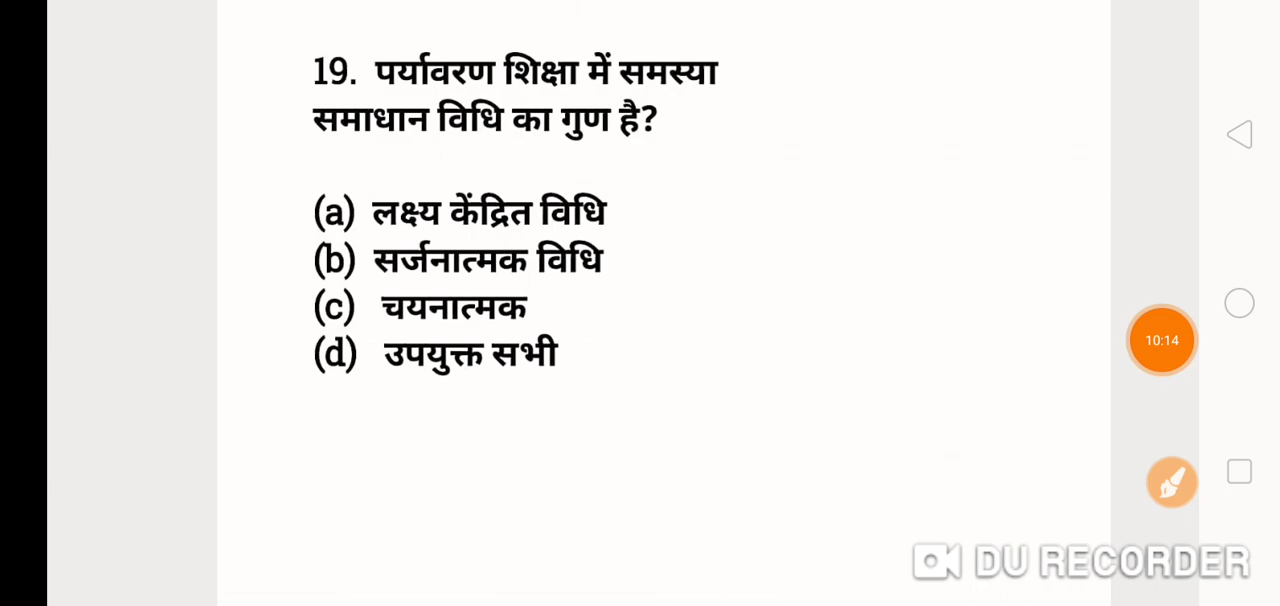 19. पर्यावरण शिक्षा में समस्या
समाधान विधि का गुण है?
(a) लक्ष्य केंद्रित विधि
(b) सर्जनात्मक विधि
(c) चयनात्मक
(d) उपयुक्त सभी
10:14
DU RECORDER